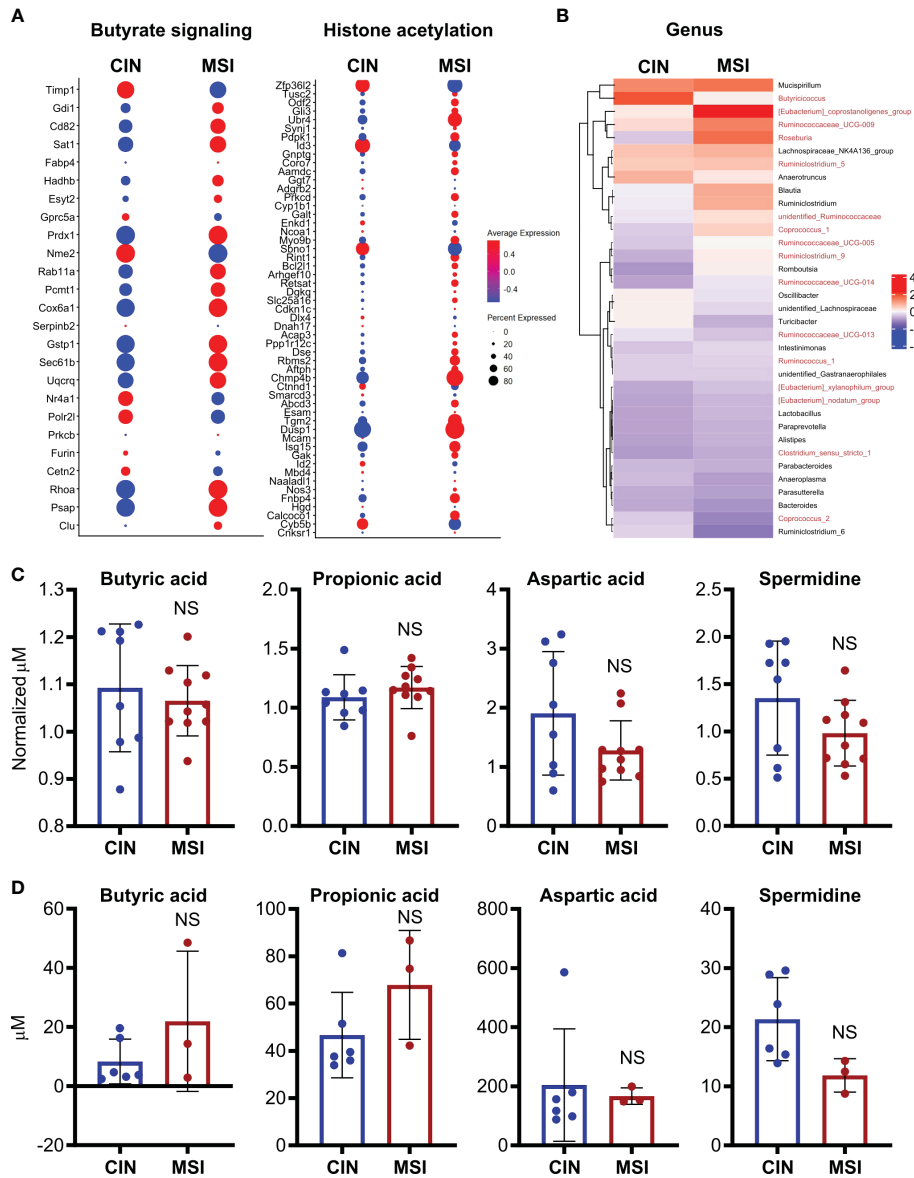 A
Butyrate signaling
CIN MSI
Timp1
Gdi1
Cd82
Sat1
Fabp4
Hadhb
Esyt2
Gprc5a
Prdx1
Nme2
Rab11a
Pcmt1
Cox6a1
Serpinb2
Gstp1
Sec61b
Uqcrq
Nr4a1
Polr2l
Prkcb
Furin
Cetn2
Rhoa
Psap
Clu
Histone acetylation
CIN MSI
Zfp36l2
Tusc2
Odf2
Gli3
Ubr4
Synj1
Pdpk1
Id3
Gnptg
Coro7
Aamdc
Ggt7
Adgrb2
Prkcd
Cyp1b1
Galt
Enkd1
Ncoa1
Myo9b
Sbno1
Rint1
Bcl2l1
Arhgef10
Retsat
Dgkg
Slc25a16
Cdkn1c
Dlx4
Dnah17
Acap3
Ppp1r12c
Dse
Rbms2
Aftph
Chmp4b
Ctnnd1
Smarcd3
Abcd3
Esam
Tgm2
Dusp1
Mcam
Isg15
Gak
Id2
Mbd4
Naaladl1
Nos3
Fnbp4
Hgd
Calcoco1
Cyb5b
Cnksr1
Average Expression
0.4
0.0
-0.4
Percent Expressed
0
20
40
60
80
B
Genus
CIN MSI
Mucispirillum
Butyricicoccus
[Eubacterium]_coprostanoligenes_group
Ruminococcaceae_UCG-009
Roseburia
Lachnospiraceae_NK4A136_group
Ruminiclostridium_5
Anaerotruncus
Blautia
Ruminiclostridium
unidentified_Ruminococcaceae
Coprococcus_1
Ruminococcaceae_UCG-005
Ruminiclostridium_9
Romboutsia
Ruminococcaceae_UCG-014
Oscillibacter
unidentified_Lachnospiraceae
Turicibacter
Ruminococcaceae_UCG-013
Intestinimonas
Ruminococcus_1
unidentified_Gastranaerophilales
[Eubacterium]_xylanophilum_group
[Eubacterium]_nodatum_group
Lactobacillus
Paraprevotella
Alistipes
Clostridium_sensu_stricto_1
Parabacteroides
Anaeroplasma
Parasutterella
Bacteroides
Coprococcus_2
Ruminiclostridium_6
4
2
0
C
Butyric acid
Normalized μM
1.3
1.2
1.1
1.0
0.9
0.8
NS
CIN MSI
Propionic acid
2.0
1.5
1.0
0.5
0.0
NS
CIN MSI
Aspartic acid
4
3
2
1
0
NS
CIN MSI
Spermidine
2.5
2.0
1.5
1.0
0.5
0.0
NS
CIN MSI
D
Butyric acid
μM
60
40
20
0
-20
NS
CIN MSI
Propionic acid
100
80
60
40
20
0
NS
CIN MSI
Aspartic acid
800
600
400
200
0
NS
CIN MSI
Spermidine
40
30
20
10
0
NS
CIN MSI